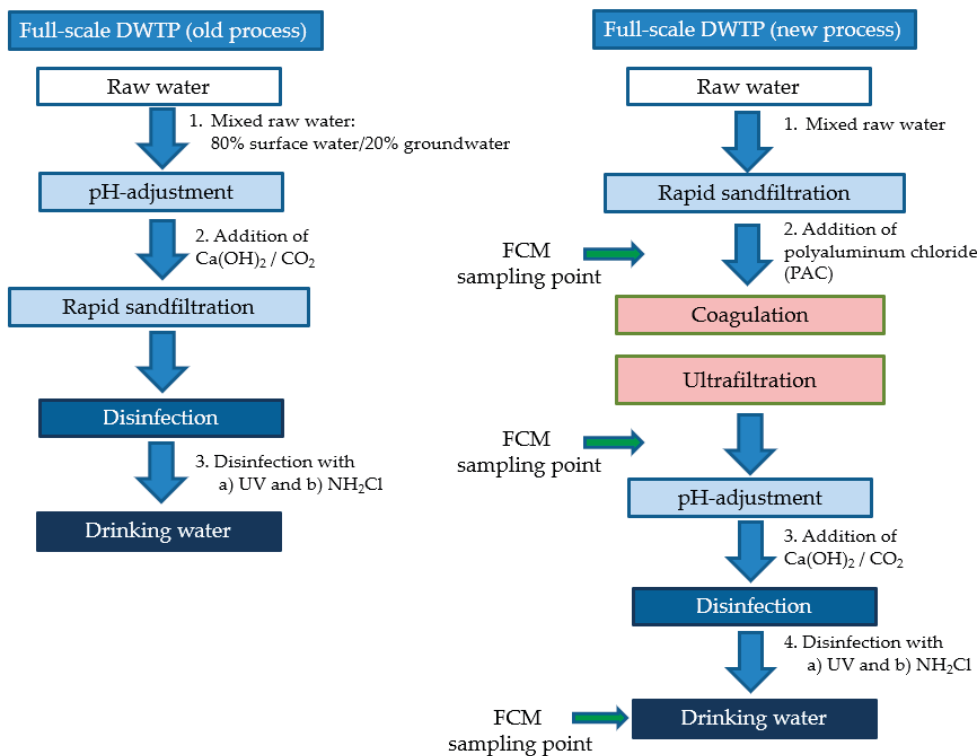 Full-scale DWTP (old process)
Raw water
1. Mixed raw water:
80% surface water/20% groundwater
pH-adjustment
2. Addition of
Ca(OH)₂ / CO₂
Rapid sandfiltration
Disinfection
3. Disinfection with
a) UV and b) NH₂Cl
Drinking water
Full-scale DWTP (new process)
Raw water
1. Mixed raw water
Rapid sandfiltration
2. Addition of
polyaluminum chloride
(PAC)
FCM
sampling point
Coagulation
Ultrafiltration
FCM
sampling point
pH-adjustment
3. Addition of
Ca(OH)₂ / CO₂
Disinfection
4. Disinfection with
a) UV and b) NH₂Cl
FCM
sampling point
Drinking water